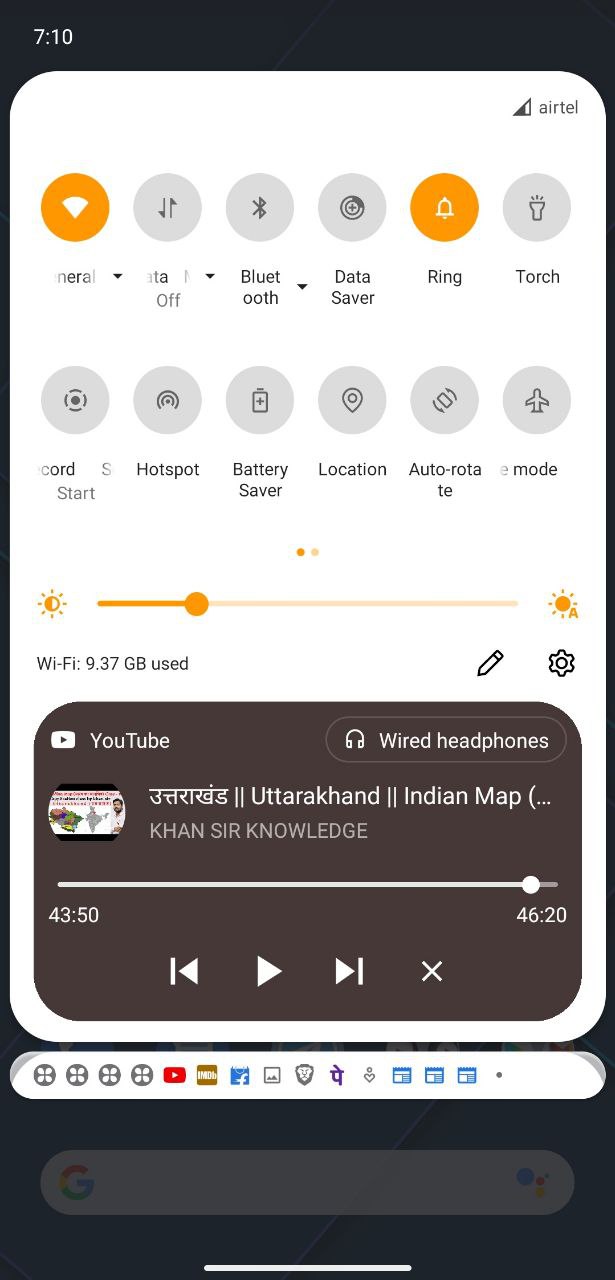 7:10
airtel
neral
ata
Off
Bluet
ooth
Data
Saver
Ring
Torch
cord S
Start
Hotspot
Battery
Saver
Location
Auto-rota
te
e mode
A
Wi-Fi: 9.37 GB used
YouTube
Wired headphones
उत्तराखंड || Uttarakhand || Indian Map (...
KHAN SIR KNOWLEDGE
43:50
46:20
IMDb
पे
G